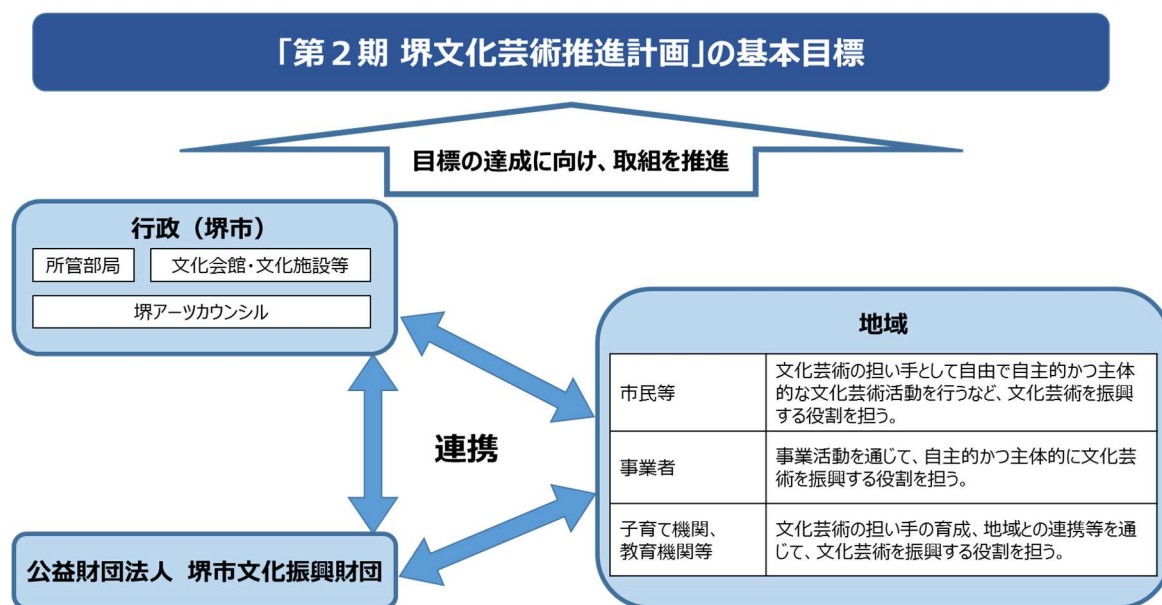 「第２期 堺文化芸術推進計画」の基本目標
目標の達成に向け、取組を推進
行政（堺市）
所管部局
文化会館・文化施設等
堺アーツカウンシル
連携
公益財団法人 堺市文化振興財団
地域
市民等
文化芸術の担い手として自由で自主的かつ主体
的な文化芸術活動を行うなど、文化芸術を振興
する役割を担う。
事業者
事業活動を通じて、自主的かつ主体的に文化芸
術を振興する役割を担う。
子育て機関、
教育機関等
文化芸術の担い手の育成、地域との連携等を通
じて、文化芸術を振興する役割を担う。